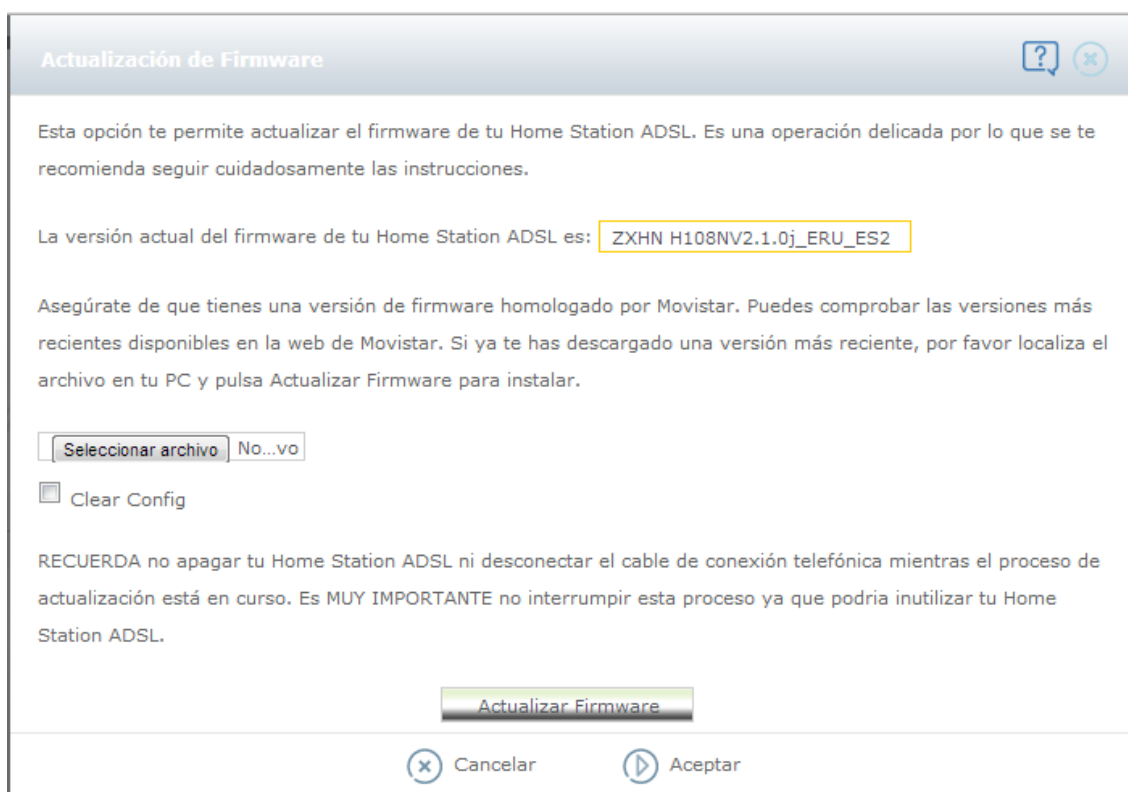 Actualización de Firmware
Esta opción te permite actualizar el firmware de tu Home Station ADSL. Es una operación delicada por lo que se te
recomienda seguir cuidadosamente las instrucciones.
La versión actual del firmware de tu Home Station ADSL es: ZXHN H108NV2.1.0j_ERU_ES2
Asegúrate de que tienes una versión de firmware homologado por Movistar. Puedes comprobar las versiones más
recientes disponibles en la web de Movistar. Si ya te has descargado una versión más reciente, por favor localiza el
archivo en tu PC y pulsa Actualizar Firmware para instalar.
Seleccionar archivo No...vo
Clear Config
RECUERDA no apagar tu Home Station ADSL ni desconectar el cable de conexión telefónica mientras el proceso de
actualización está en curso. Es MUY IMPORTANTE no interrumpir esta proceso ya que podria inutilizar tu Home
Station ADSL.
Actualizar Firmware
Cancelar Aceptar